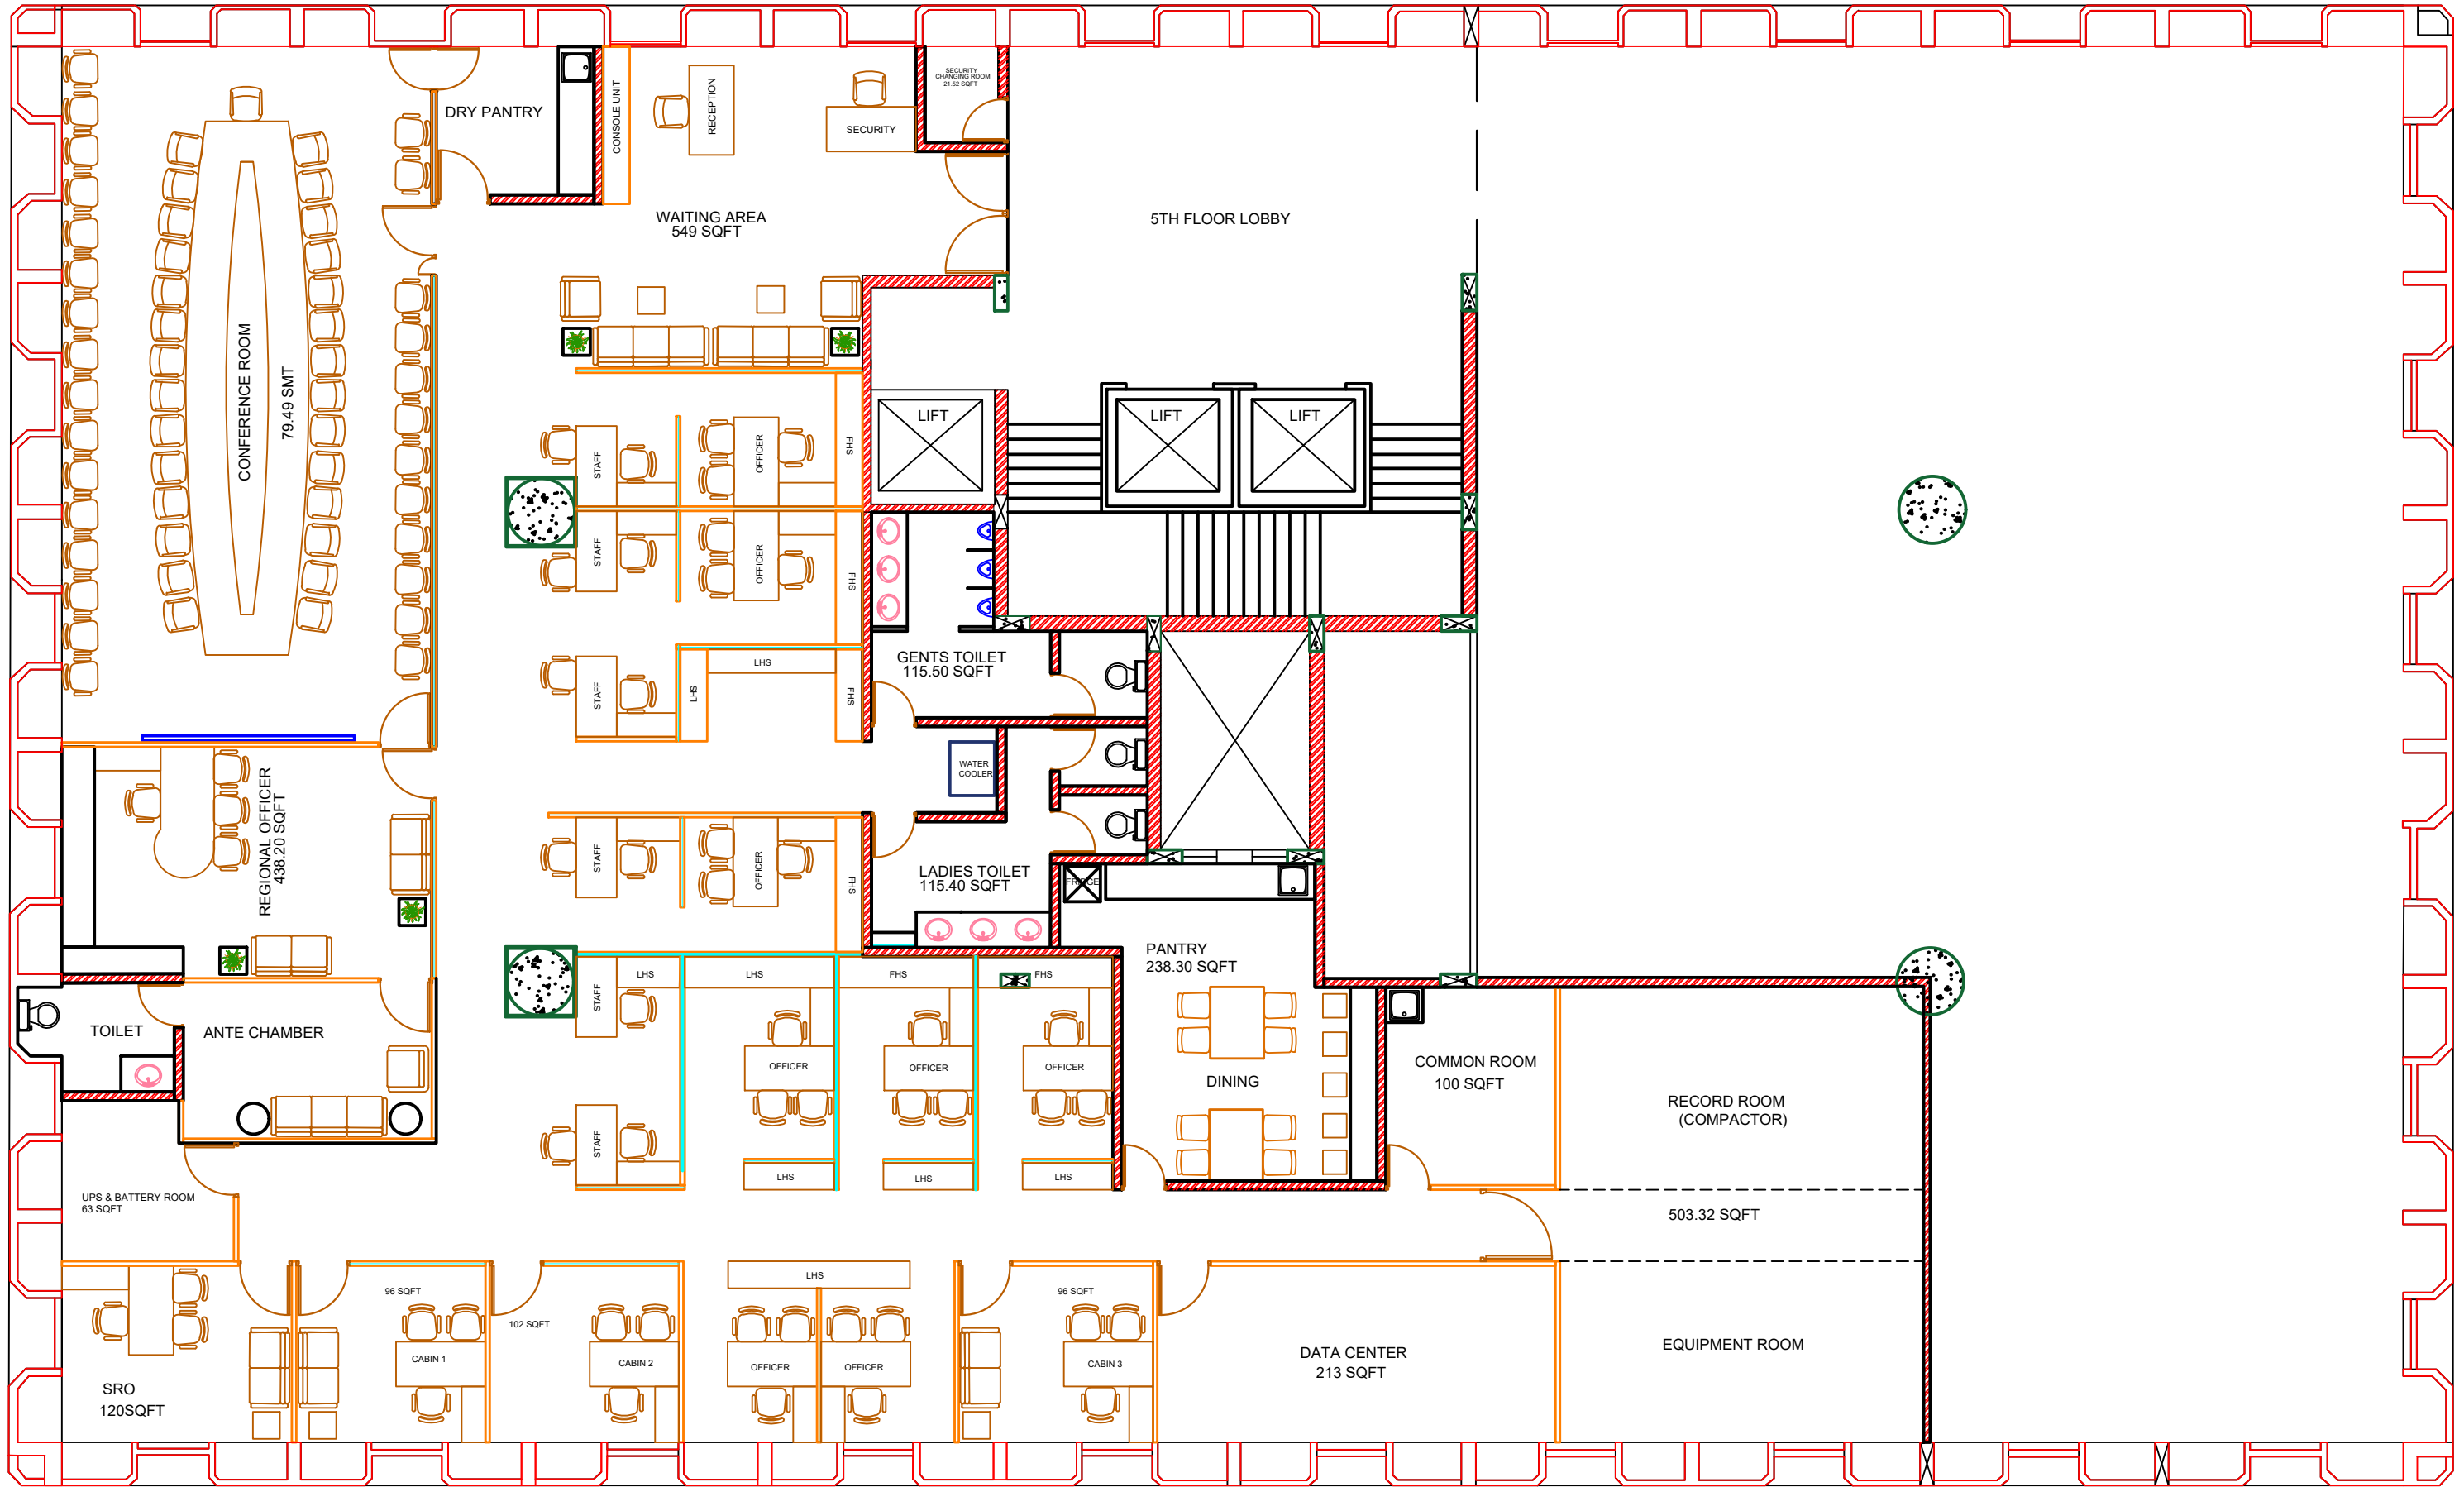 SECURITY
CHANGING ROOM
21.52 SQFT
DRY PANTRY
CONSOLE UNIT
RECEPTION
SECURITY
WAITING AREA
549 SQFT
5TH FLOOR LOBBY
CONFERENCE ROOM
79.49 SMT
LIFT
LIFT
LIFT
STAFF
OFFICER
FHS
STAFF
OFFICER
FHS
GENTS TOILET
115.50 SQFT
LHS
LHS
STAFF
FHS
WATER
COOLER
REGIONAL OFFICER
438.20 SQFT
STAFF
OFFICER
FHS
LADIES TOILET
115.40 SQFT
FRIDGE
PANTRY
238.30 SQFT
LHS
LHS
FHS
FHS
STAFF
TOILET
ANTE CHAMBER
OFFICER
OFFICER
OFFICER
DINING
COMMON ROOM
100 SQFT
RECORD ROOM
(COMPACTOR)
STAFF
LHS
LHS
LHS
UPS & BATTERY ROOM
63 SQFT
503.32 SQFT
LHS
96 SQFT
102 SQFT
96 SQFT
CABIN 1
CABIN 2
OFFICER
OFFICER
CABIN 3
DATA CENTER
213 SQFT
EQUIPMENT ROOM
SRO
120SQFT